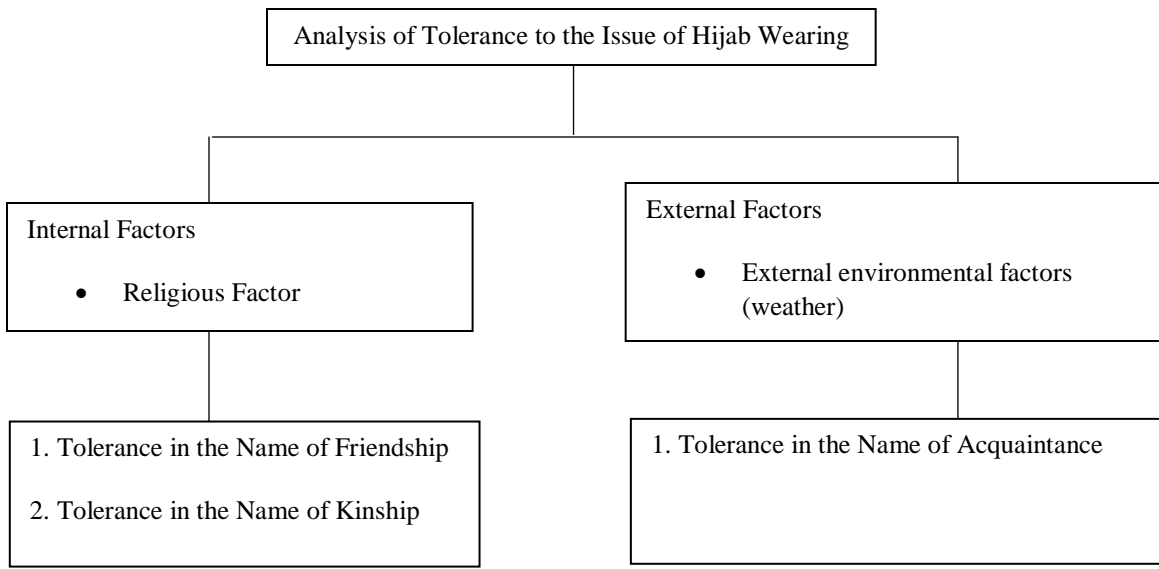 Analysis of Tolerance to the Issue of Hijab Wearing
Internal Factors
• Religious Factor
External Factors
• External environmental factors
(weather)
1. Tolerance in the Name of Friendship
2. Tolerance in the Name of Kinship
1. Tolerance in the Name of Acquaintance